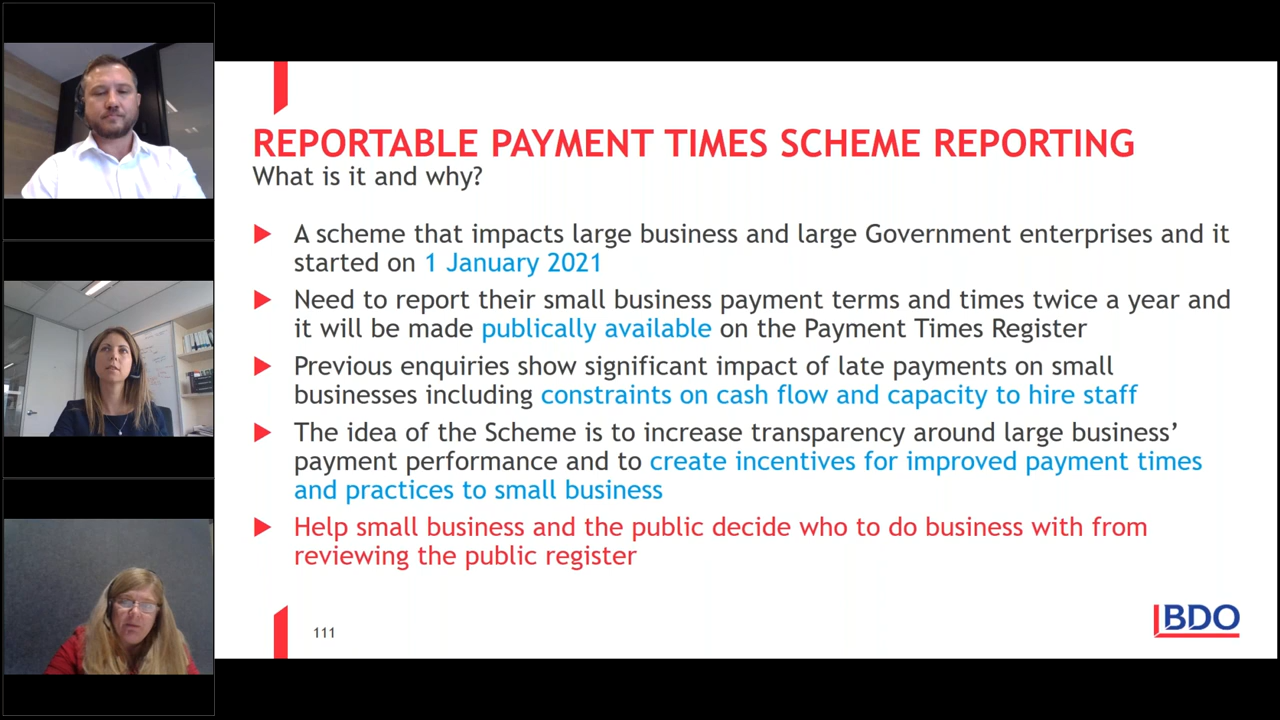 REPORTABLE PAYMENT TIMES SCHEME REPORTING
What is it and why?
A scheme that impacts large business and large Government enterprises and it
started on 1 January 2021
Need to report their small business payment terms and times twice a year and
it will be made publically available on the Payment Times Register
Previous enquiries show significant impact of late payments on small
businesses including constraints on cash flow and capacity to hire staff
The idea of the Scheme is to increase transparency around large business’
payment performance and to create incentives for improved payment times
and practices to small business
Help small business and the public decide who to do business with from
reviewing the public register
111
BDO